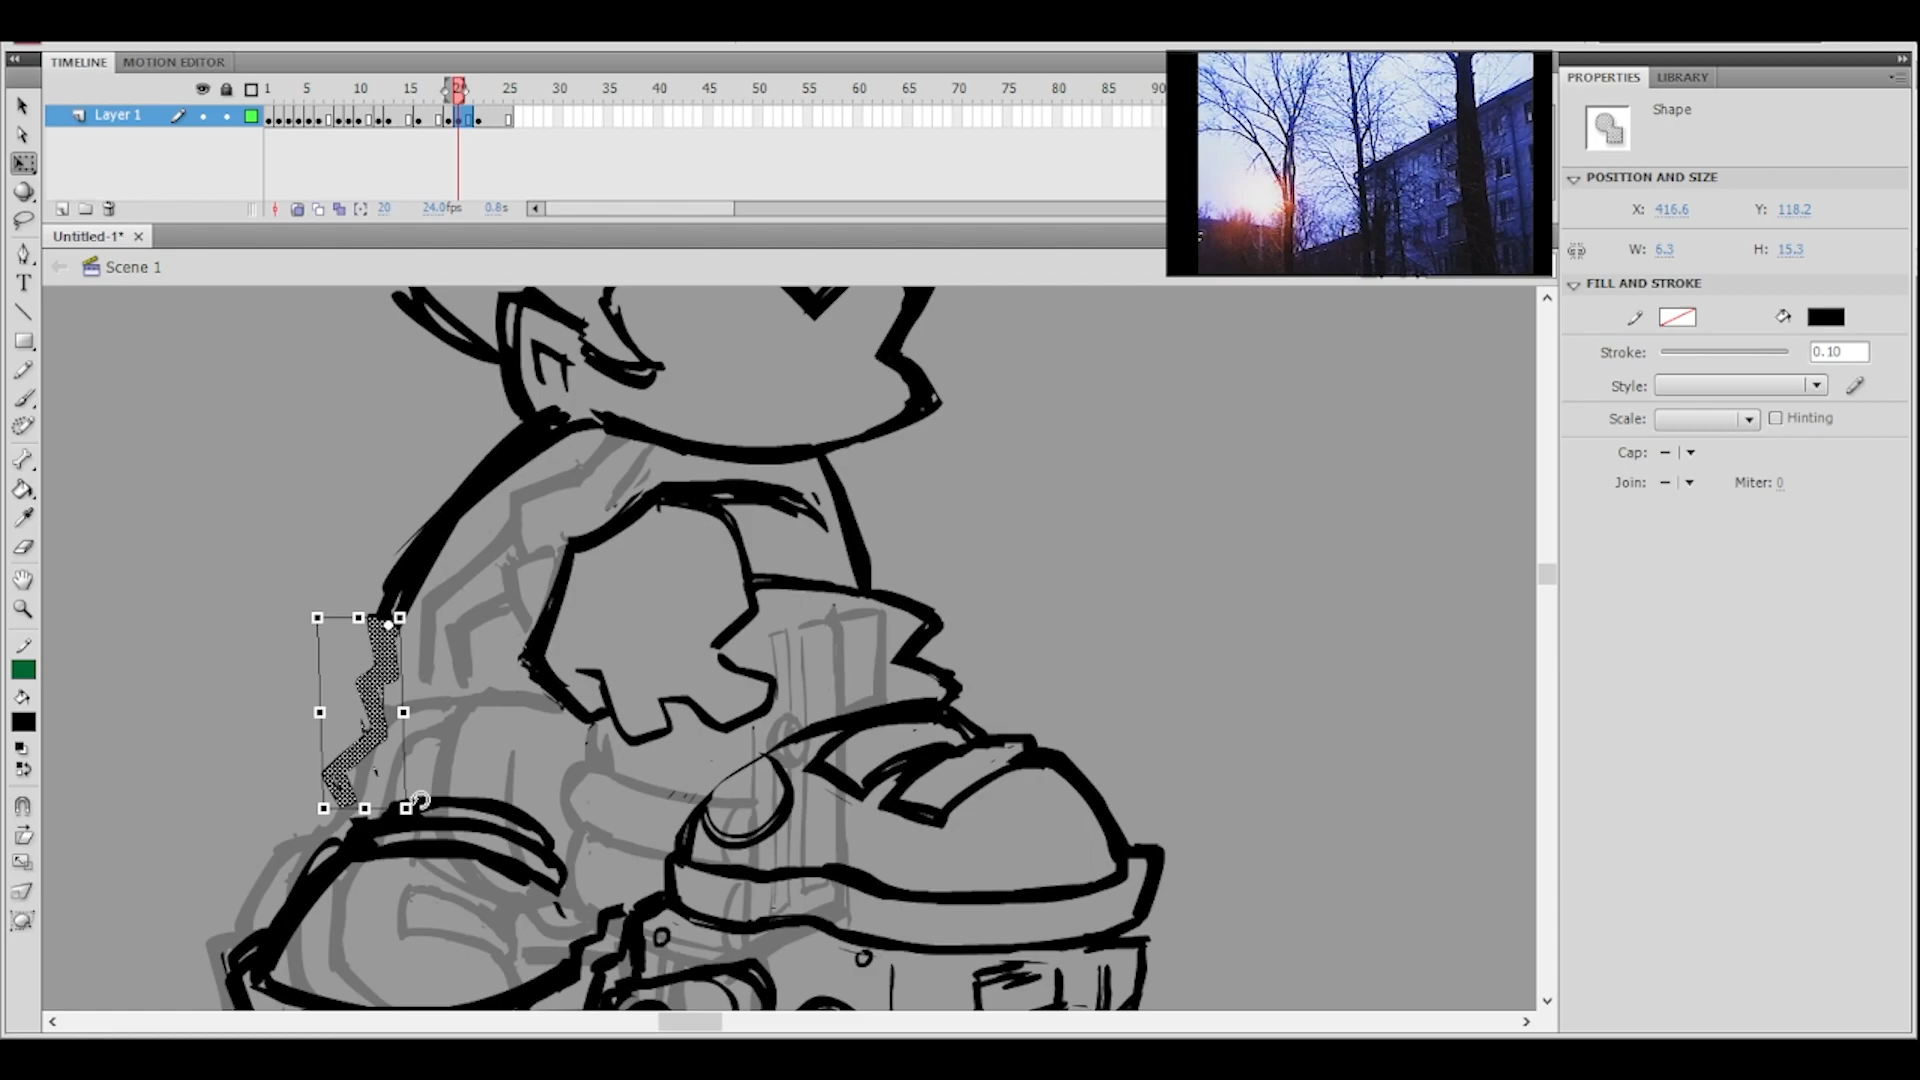 TIMELINE MOTION EDITOR
1 5 10 15 20 25 30 35 40 45 50 55 60 65 70 75 80 85 90
Layer 1
20 24.0fps 0.8s
Untitled-1*
Scene 1
T
PROPERTIES LIBRARY
Shape
POSITION AND SIZE
X: 416.6 Y: 118.2
W: 6.3 H: 15.3
FILL AND STROKE
Stroke: 0.10
Style:
Scale: Hinting
Cap:
Join: Miter: 0